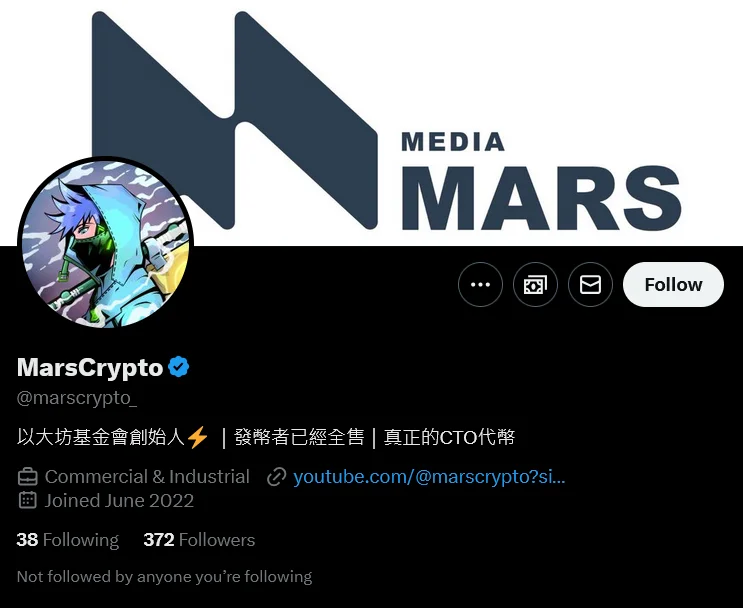 MEDIA
MARS
Follow
MarsCrypto
@marscrypto_
以大坊基金會創始人⚡ | 發幣者已經全售 | 真正的CTO代幣
Commercial & Industrial youtube.com/@marscrypto?si...
Joined June 2022
38 Following 372 Followers
Not followed by anyone you’re following